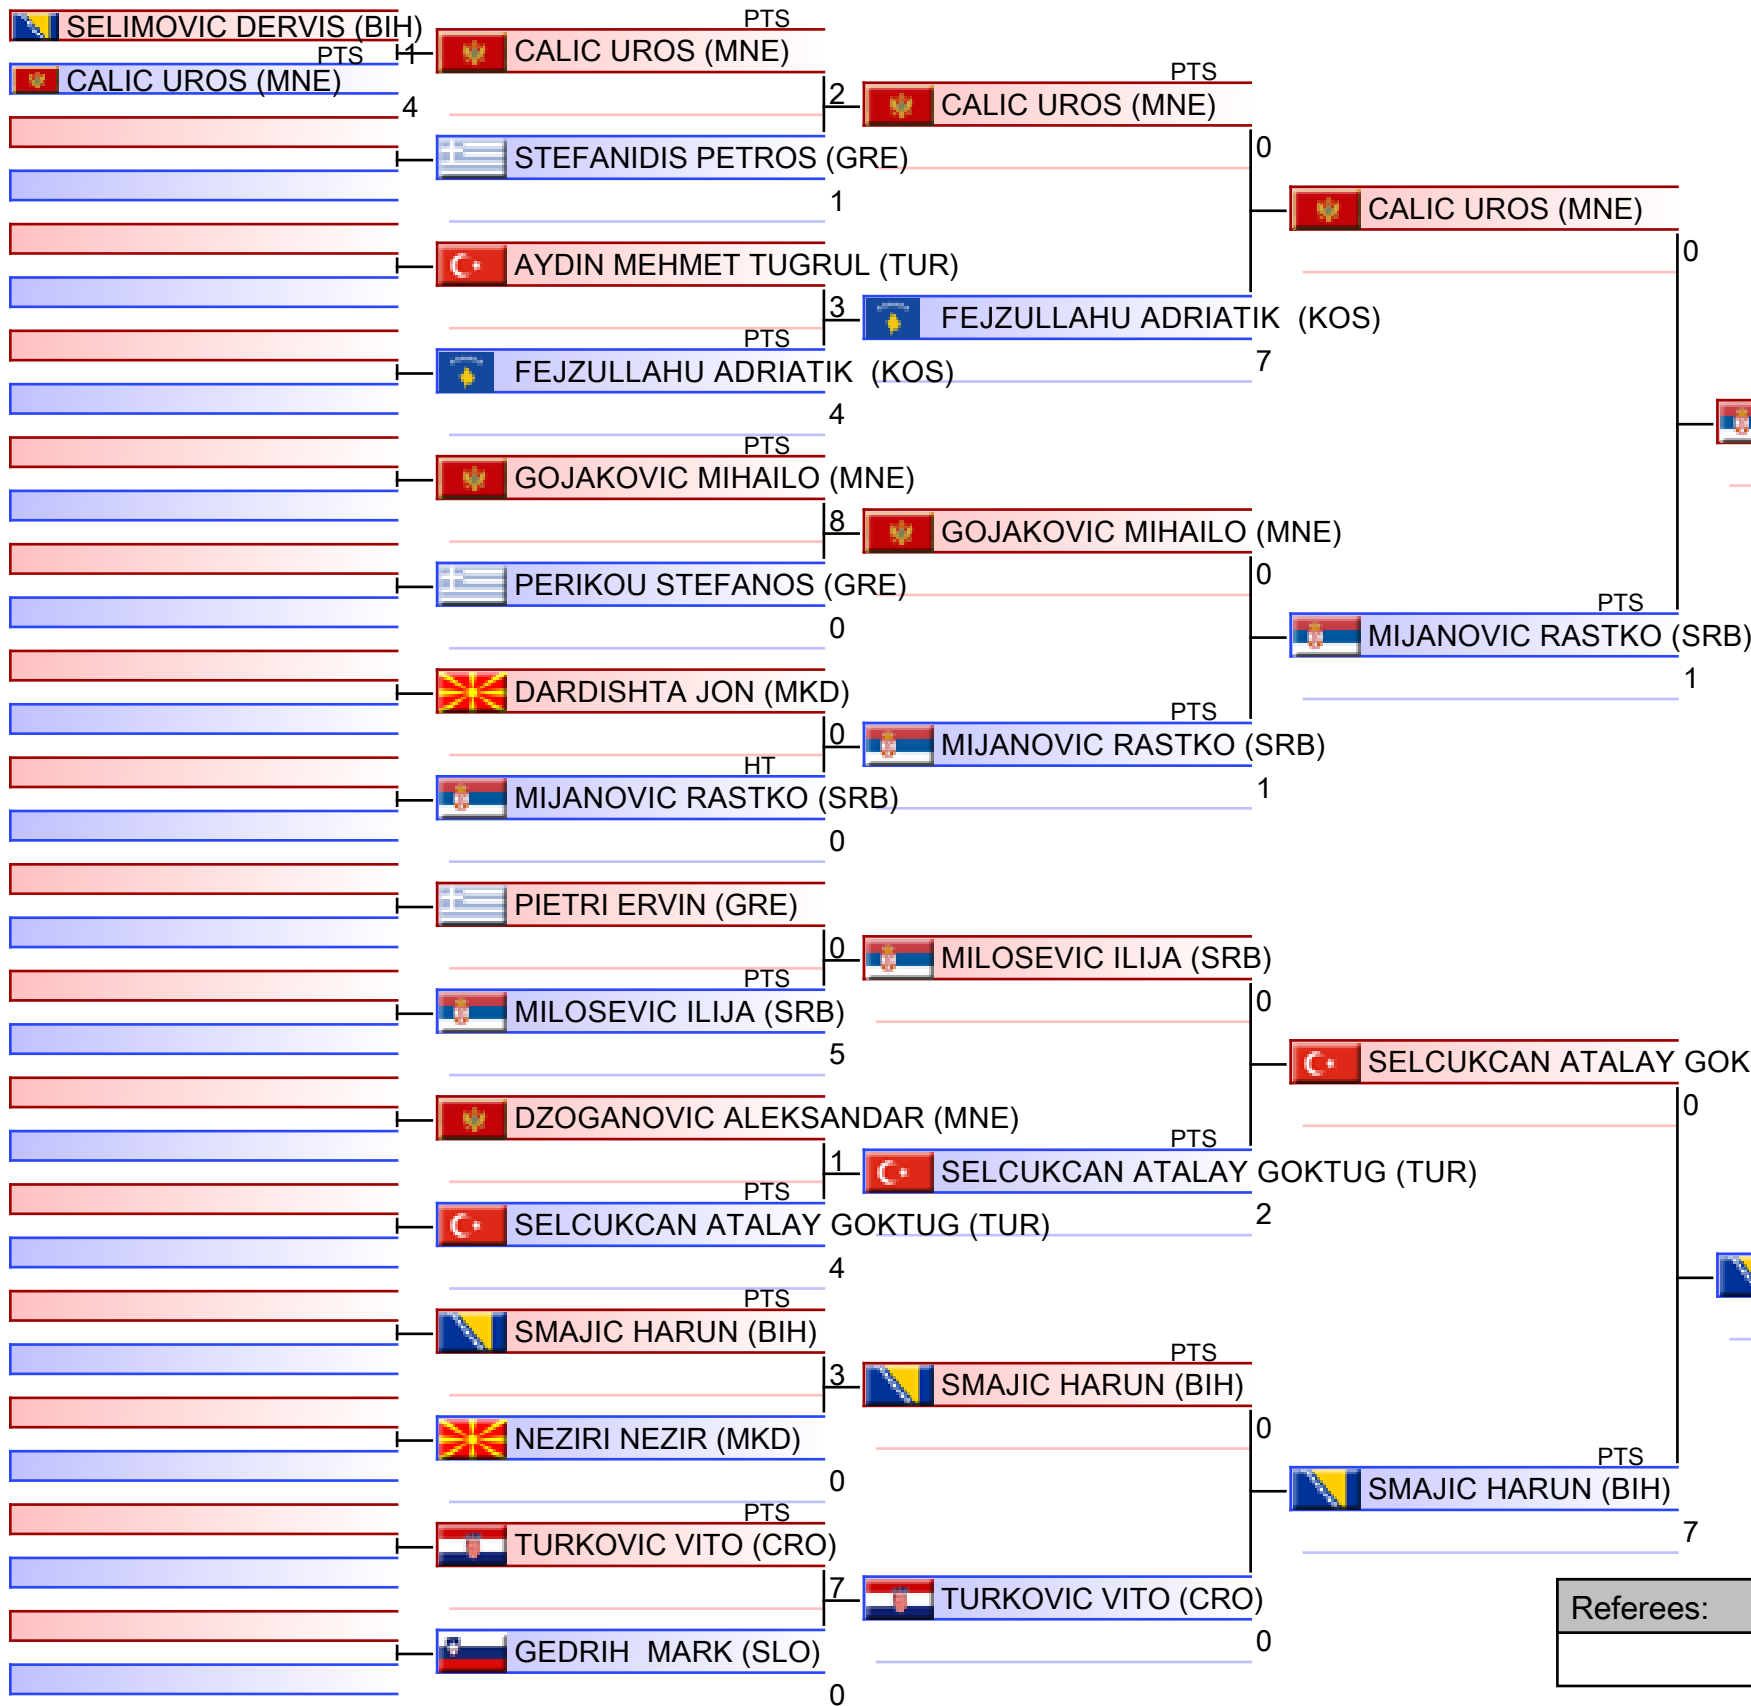 SELIMOVIC DERVIS (BIH)
PTS
1
CALIC UROS (MNE)
4
PTS
CALIC UROS (MNE)
2
STEFANIDIS PETROS (GRE)
1
AYDIN MEHMET TUGRUL (TUR)
3
PTS
FEJZULLAHU ADRIATIK (KOS)
4
PTS
GOJAKOVIC MIHAILO (MNE)
8
PERIKOU STEFANOS (GRE)
0
DARDISHTA JON (MKD)
0
HT
MIJANOVIC RASTKO (SRB)
0
PIETRI ERVIN (GRE)
0
PTS
MILOSEVIC ILIJA (SRB)
5
DZOGANOVIC ALEKSANDAR (MNE)
1
PTS
SELCUKCAN ATALAY GOKTUG (TUR)
4
PTS
SMAJIC HARUN (BIH)
3
NEZIRI NEZIR (MKD)
0
PTS
TURKOVIC VITO (CRO)
7
GEDRIH MARK (SLO)
0
PTS
CALIC UROS (MNE)
0
FEJZULLAHU ADRIATIK (KOS)
7
GOJAKOVIC MIHAILO (MNE)
0
PTS
MIJANOVIC RASTKO (SRB)
1
MILOSEVIC ILIJA (SRB)
0
PTS
SELCUKCAN ATALAY GOKTUG (TUR)
2
PTS
SMAJIC HARUN (BIH)
0
TURKOVIC VITO (CRO)
0
CALIC UROS (MNE)
0
PTS
MIJANOVIC RASTKO (SRB)
1
SELCUKCAN ATALAY GOK
0
PTS
SMAJIC HARUN (BIH)
7
Referees: